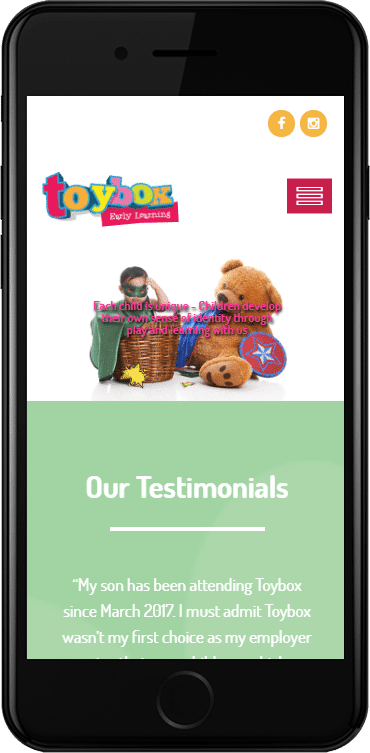 toybox
Early Learning
Each child is unique - Children develop
their own sense of identity through
play and learning with us
Our Testimonials
“My son has been attending Toybox
since March 2017. I must admit Toybox
wasn't my first choice as my employer